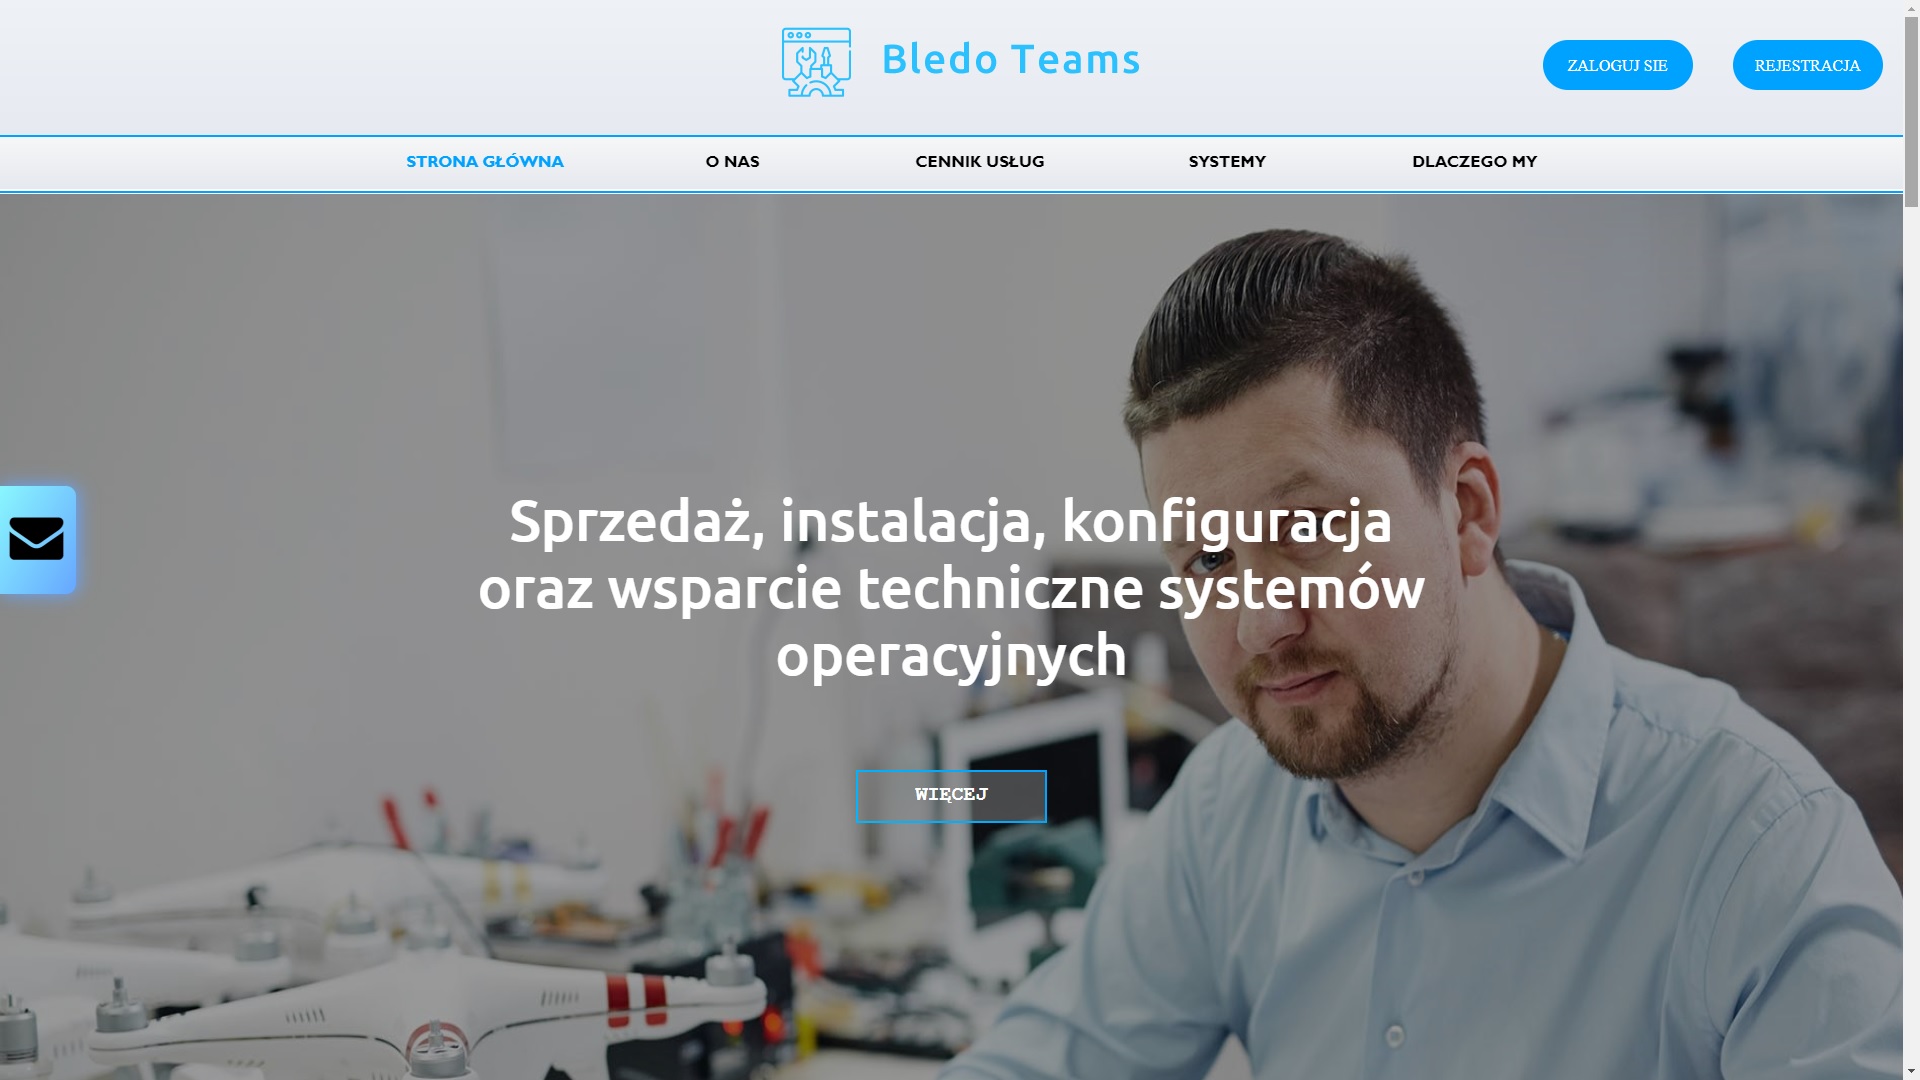 Bledo Teams
ZALOGUJ SIE
REJESTRACJA
STRONA GŁÓWNA
O NAS
CENNIK USŁUG
SYSTEMY
DLACZEGO MY
Sprzedaż, instalacja, konfiguracja
oraz wsparcie techniczne systemów
operacyjnych
WIĘCEJ